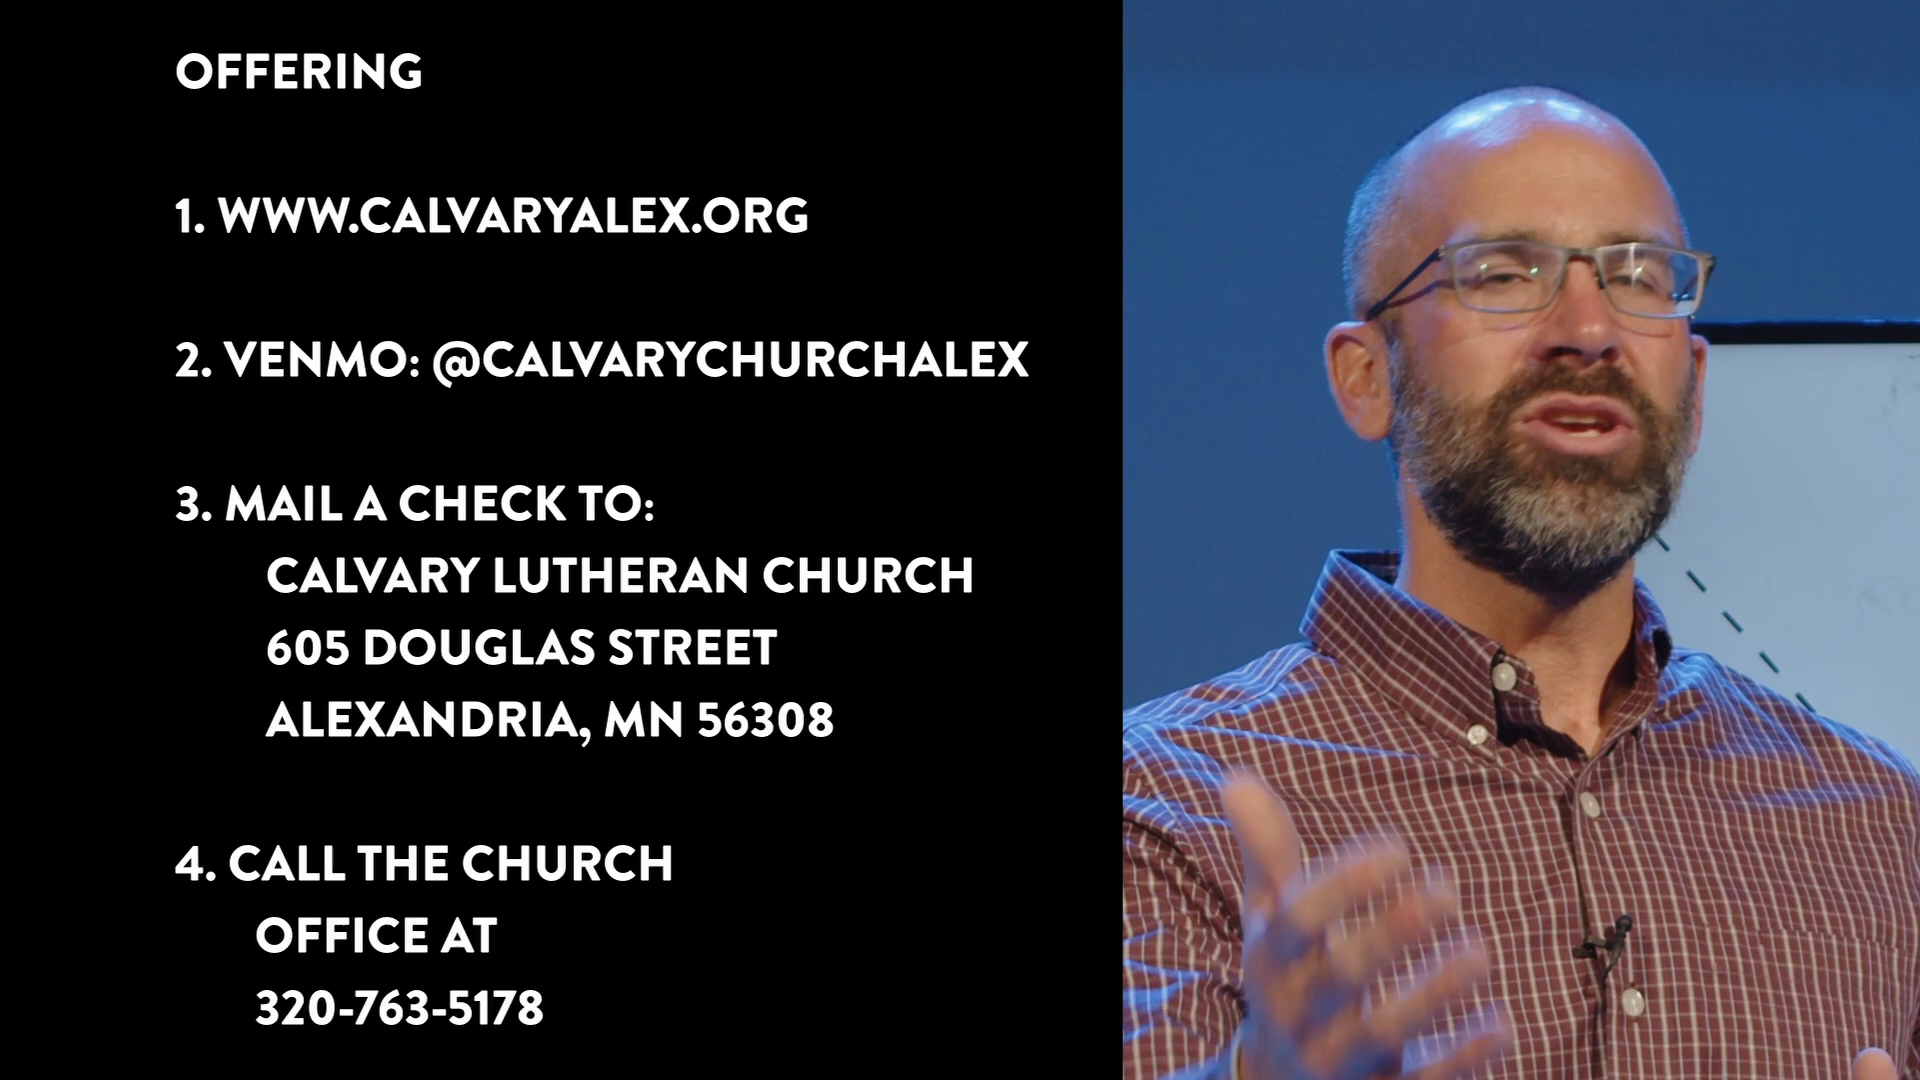 OFFERING
1. WWW.CALVARYALEX.ORG
2. VENMO: @CALVARYCHURCHALEX
3. MAIL A CHECK TO:
CALVARY LUTHERAN CHURCH
605 DOUGLAS STREET
ALEXANDRIA, MN 56308
4. CALL THE CHURCH
OFFICE AT
320-763-5178